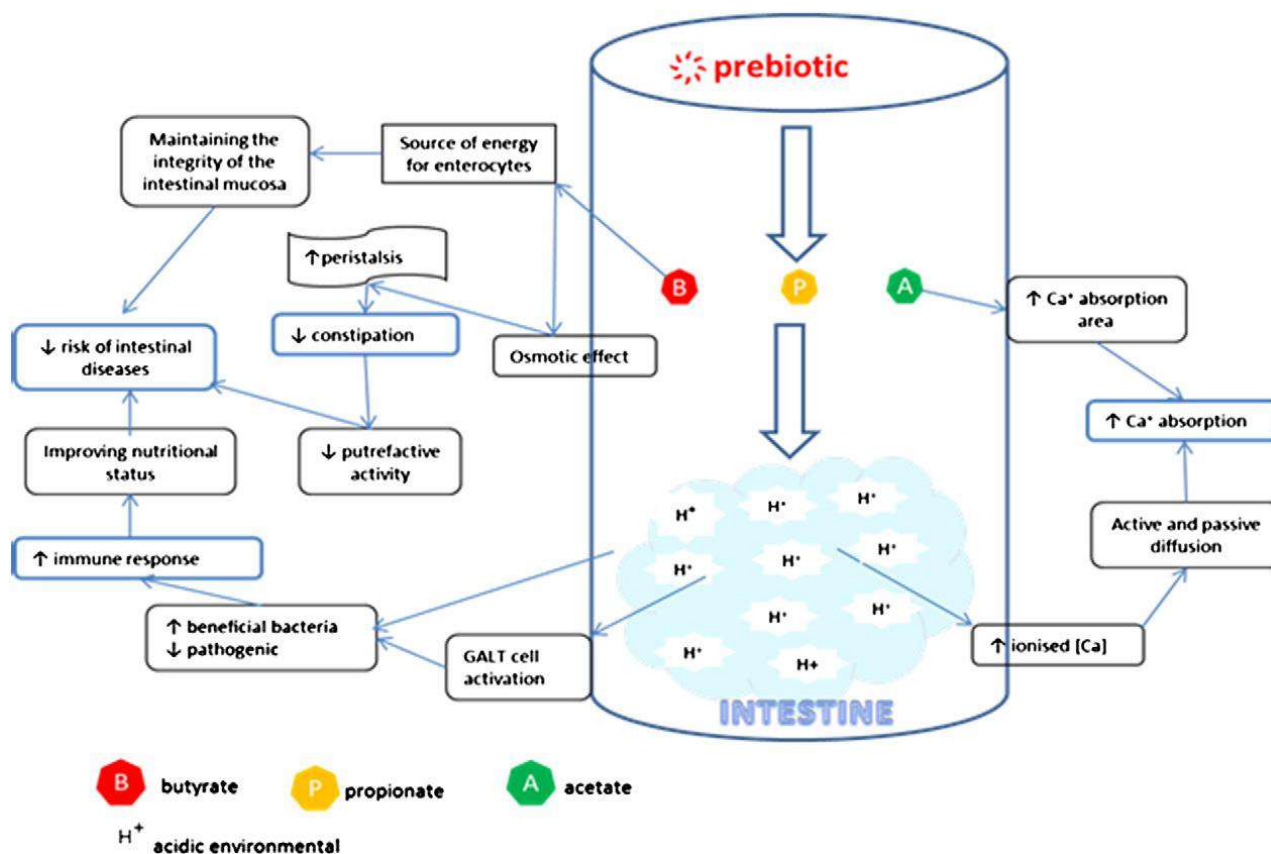 prebiotic
Maintaining the
integrity of the
intestinal mucosa
Source of energy
for enterocytes
↑peristalsis
B
P
A
↑ Ca⁺ absorption
area
↓ risk of intestinal
diseases
↓ constipation
Osmotic effect
↑ Ca⁺ absorption
Improving nutritional
status
↓ putrefactive
activity
H⁺
H⁺
H⁺
Active and passive
diffusion
↑ immune response
H⁺
H⁺
H⁺
↑ beneficial bacteria
↓ pathogenic
GALT cell
activation
H⁺
H⁺
H⁺
H+
↑ ionised [Ca]
INTESTINE
B butyrate
P propionate
A acetate
H⁺ acidic environmental